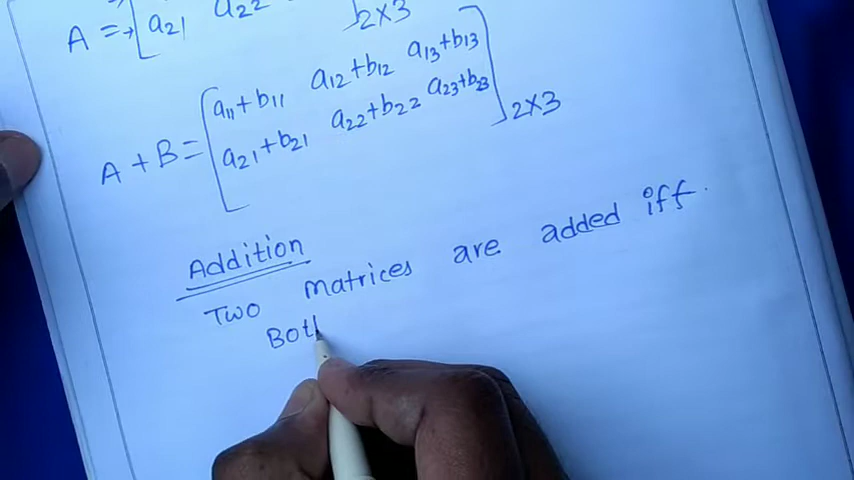 A =→ [ a21 a22 ]2×3
A + B = [ a11+b11 a12+b12 a13+b13
a21+b21 a22+b22 a23+b23 ]2×3
Addition
Two matrices are added iff.
Bot